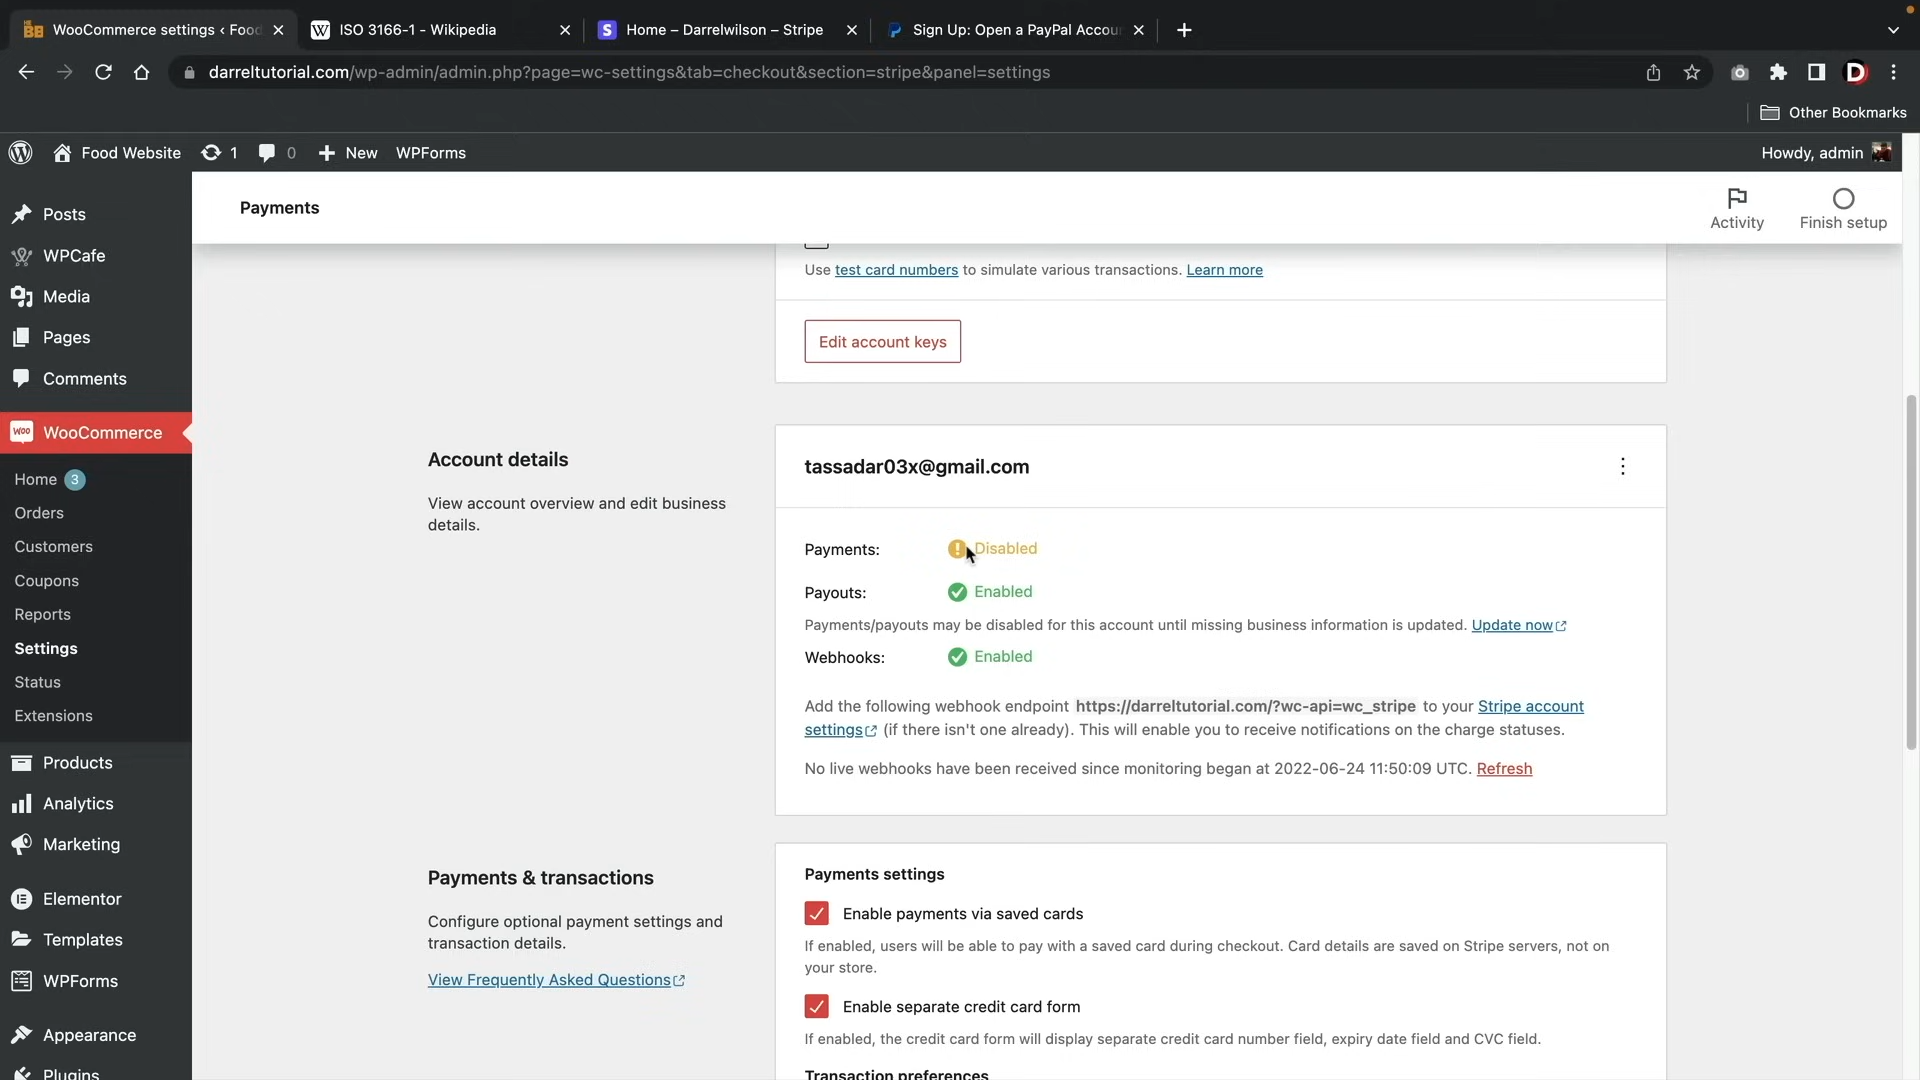 WooCommerce settings ‹ Food
ISO 3166-1 - Wikipedia
Home – Darrelwilson – Stripe
Sign Up: Open a PayPal Accou
darreltutorial.com/wp-admin/admin.php?page=wc-settings&tab=checkout&section=stripe&panel=settings
Other Bookmarks
Food Website
1
0
New
WPForms
Howdy, admin
Posts
WPCafe
Media
Pages
Comments
WooCommerce
Home 3
Orders
Customers
Coupons
Reports
Settings
Status
Extensions
Products
Analytics
Marketing
Elementor
Templates
WPForms
Appearance
Plugins
Payments
Activity
Finish setup
Use test card numbers to simulate various transactions. Learn more
Edit account keys
Account details
View account overview and edit business
details.
tassadar03x@gmail.com
Payments: Disabled
Payouts: Enabled
Payments/payouts may be disabled for this account until missing business information is updated. Update now
Webhooks: Enabled
Add the following webhook endpoint https://darreltutorial.com/?wc-api=wc_stripe to your Stripe account
settings (if there isn't one already). This will enable you to receive notifications on the charge statuses.
No live webhooks have been received since monitoring began at 2022-06-24 11:50:09 UTC. Refresh
Payments & transactions
Configure optional payment settings and
transaction details.
View Frequently Asked Questions
Payments settings
Enable payments via saved cards
If enabled, users will be able to pay with a saved card during checkout. Card details are saved on Stripe servers, not on
your store.
Enable separate credit card form
If enabled, the credit card form will display separate credit card number field, expiry date field and CVC field.
Transaction preferences